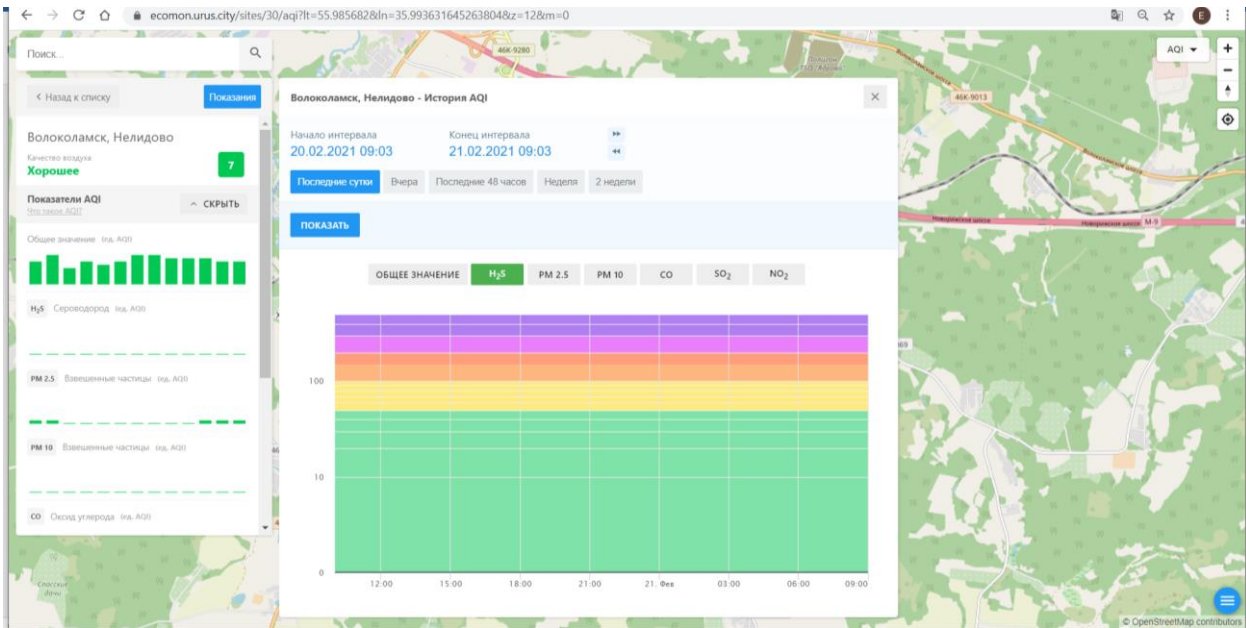 ecomon.urus.city/sites/30/aqi?lt=55.985682&ln=35.993631645263804&z=12&m=0
E
Поиск...
AQI
+
−
< Назад к списку
Показания
Волоколамск, Нелидово
Качество воздуха
Хорошее
7
Показатели AQI
Что такое AQI?
СКРЫТЬ
Общее значение (ед. AQI)
H₂S Сероводород (ед. AQI)
PM 2.5 Взвешенные частицы (ед. AQI)
PM 10 Взвешенные частицы (ед. AQI)
CO Оксид углерода (ед. AQI)
Волоколамск, Нелидово - История AQI
×
Начало интервала Конец интервала
20.02.2021 09:03 21.02.2021 09:03
Последние сутки Вчера Последние 48 часов Неделя 2 недели
ПОКАЗАТЬ
ОБЩЕЕ ЗНАЧЕНИЕ H₂S PM 2.5 PM 10 CO SO₂ NO₂
100
10
0
12:00 15:00 18:00 21:00 21. Фев 03:00 06:00 09:00
46К-9280
46К-9013
Волоколамское шоссе
Новорижское шоссе
Новорижское шоссе
М-9
© OpenStreetMap contributors